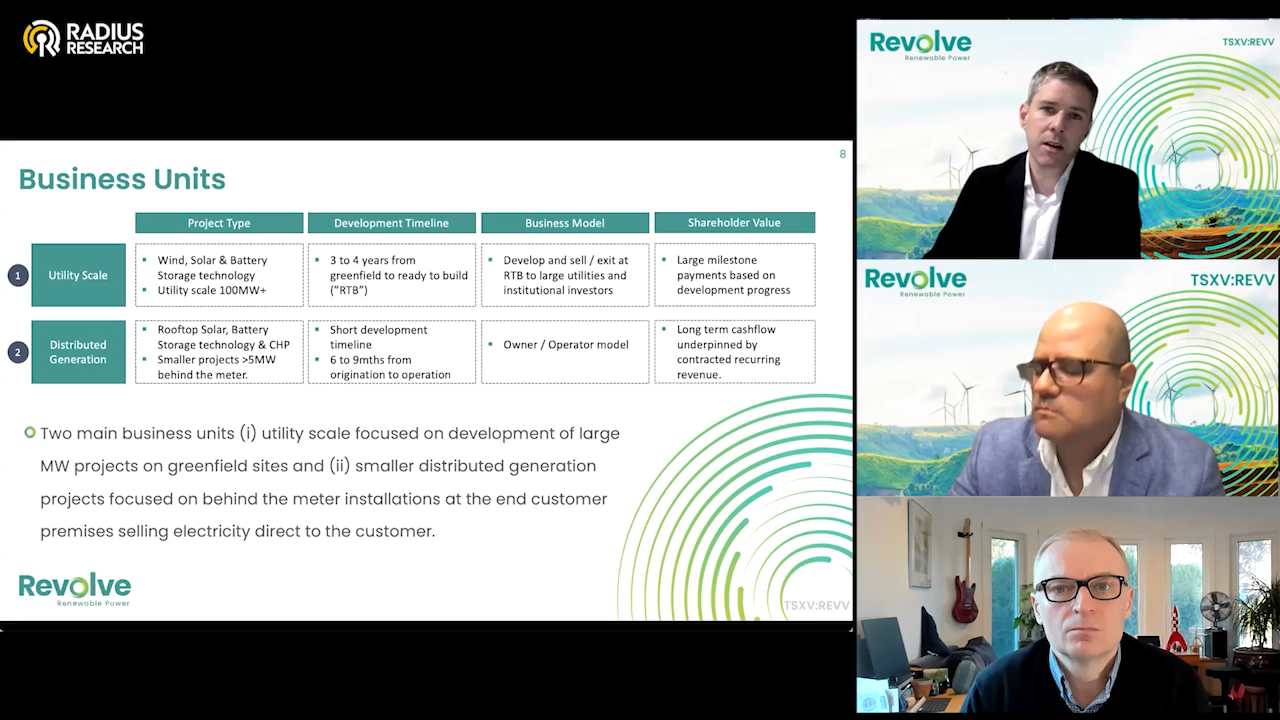 RADIUS
RESEARCH
8
Business Units
Project Type
Development Timeline
Business Model
Shareholder Value
1
Utility Scale
Wind, Solar & Battery
Storage technology
Utility scale 100MW+
3 to 4 years from
greenfield to ready to build
("RTB")
Develop and sell / exit at
RTB to large utilities and
institutional investors
Large milestone
payments based on
development progress
2
Distributed
Generation
Rooftop Solar, Battery
Storage technology & CHP
Smaller projects >5MW
behind the meter.
Short development
timeline
6 to 9mths from
origination to operation
Owner / Operator model
Long term cashflow
underpinned by
contracted recurring
revenue.
Two main business units (i) utility scale focused on development of large
MW projects on greenfield sites and (ii) smaller distributed generation
projects focused on behind the meter installations at the end customer
premises selling electricity direct to the customer.
Revolve
Renewable Power
TSXV:REVV
Revolve
Renewable Power
TSXV:REVV
Revolve
Renewable Power
TSXV:REVV